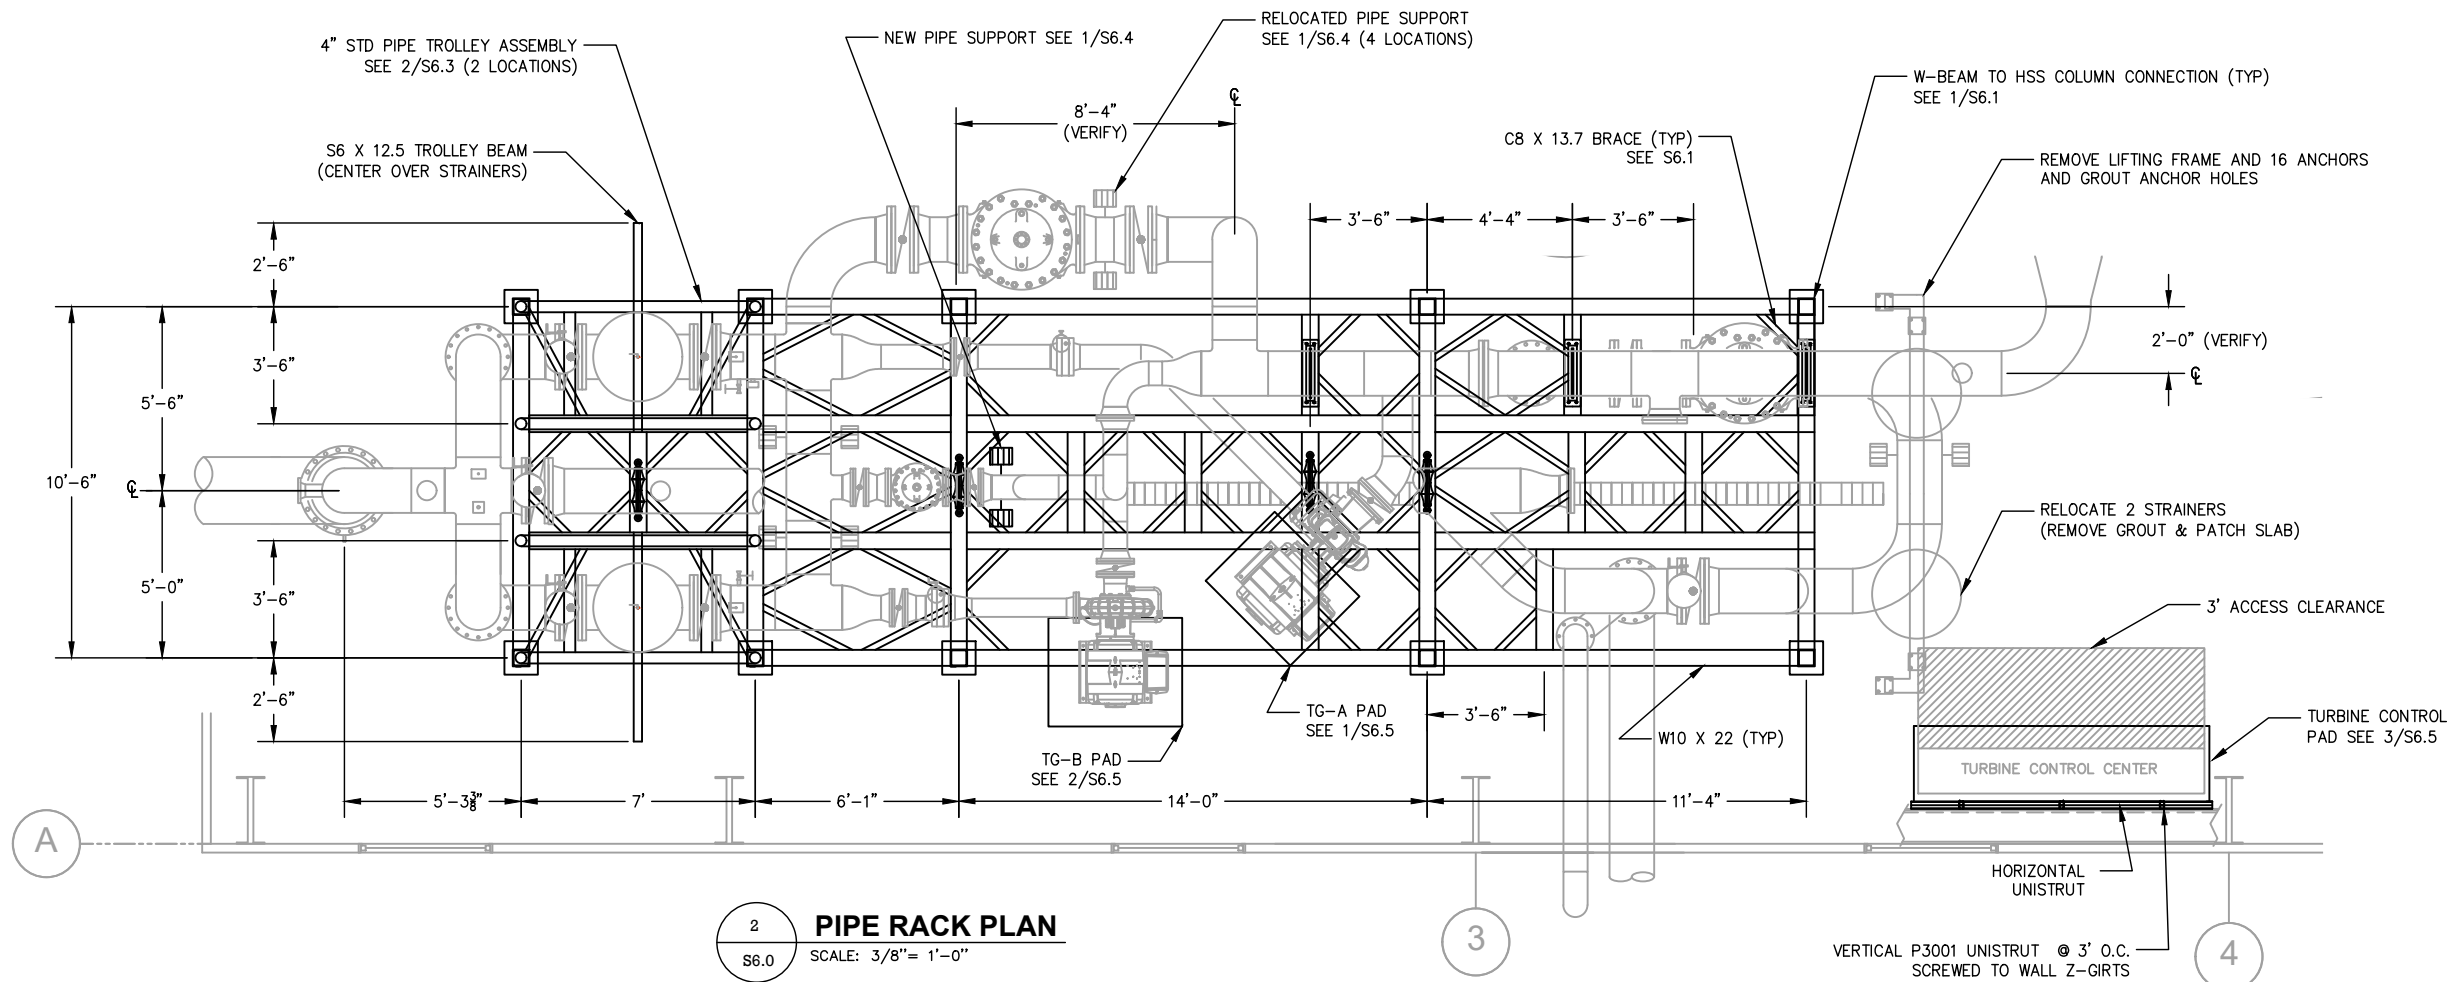 RELOCATED PIPE SUPPORT
SEE 1/S6.4 (4 LOCATIONS)
NEW PIPE SUPPORT SEE 1/S6.4
4" STD PIPE TROLLEY ASSEMBLY
SEE 2/S6.3 (2 LOCATIONS)
W-BEAM TO HSS COLUMN CONNECTION (TYP)
SEE 1/S6.1
8'-4"
(VERIFY)
C8 X 13.7 BRACE (TYP)
SEE S6.1
S6 X 12.5 TROLLEY BEAM
(CENTER OVER STRAINERS)
REMOVE LIFTING FRAME AND 16 ANCHORS
AND GROUT ANCHOR HOLES
3'-6"
4'-4"
3'-6"
2'-6"
2'-0" (VERIFY)
3'-6"
5'-6"
10'-6"
5'-0"
3'-6"
2'-6"
RELOCATE 2 STRAINERS
(REMOVE GROUT & PATCH SLAB)
3' ACCESS CLEARANCE
TG-A PAD
SEE 1/S6.5
3'-6"
W10 X 22 (TYP)
TURBINE CONTROL
PAD SEE 3/S6.5
TG-B PAD
SEE 2/S6.5
TURBINE CONTROL CENTER
5'-3 3/8"
7'
6'-1"
14'-0"
11'-4"
A
HORIZONTAL
UNISTRUT
2
S6.0
PIPE RACK PLAN
SCALE: 3/8"= 1'-0"
3
4
VERTICAL P3001 UNISTRUT @ 3' O.C.
SCREWED TO WALL Z-GIRTS